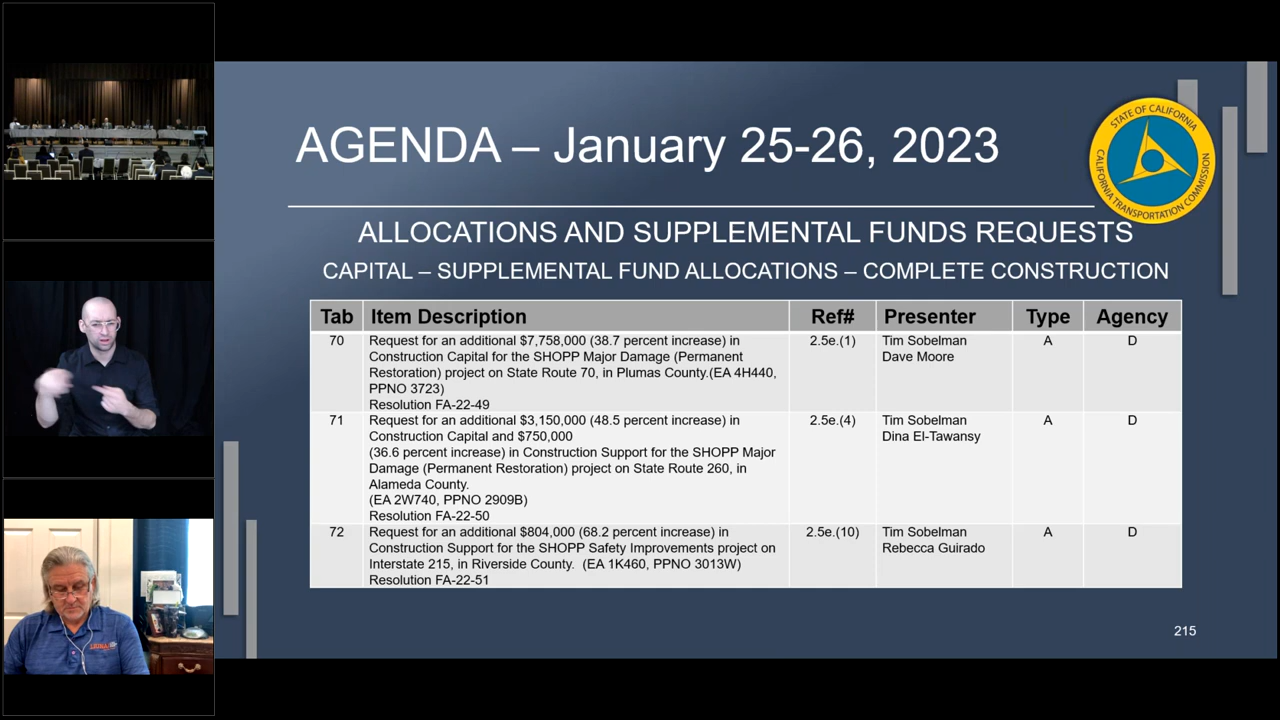 AGENDA – January 25-26, 2023
STATE OF CALIFORNIA
CALIFORNIA TRANSPORTATION COMMISSION
ALLOCATIONS AND SUPPLEMENTAL FUNDS REQUESTS
CAPITAL – SUPPLEMENTAL FUND ALLOCATIONS – COMPLETE CONSTRUCTION
Tab Item Description Ref# Presenter Type Agency
70 Request for an additional $7,758,000 (38.7 percent increase) in 2.5e.(1) Tim Sobelman A D
Construction Capital for the SHOPP Major Damage (Permanent Dave Moore
Restoration) project on State Route 70, in Plumas County.(EA 4H440,
PPNO 3723)
Resolution FA-22-49
71 Request for an additional $3,150,000 (48.5 percent increase) in 2.5e.(4) Tim Sobelman A D
Construction Capital and $750,000 Dina El-Tawansy
(36.6 percent increase) in Construction Support for the SHOPP Major
Damage (Permanent Restoration) project on State Route 260, in
Alameda County.
(EA 2W740, PPNO 2909B)
Resolution FA-22-50
72 Request for an additional $804,000 (68.2 percent increase) in 2.5e.(10) Tim Sobelman A D
Construction Support for the SHOPP Safety Improvements project on Rebecca Guirado
Interstate 215, in Riverside County. (EA 1K460, PPNO 3013W)
Resolution FA-22-51
215